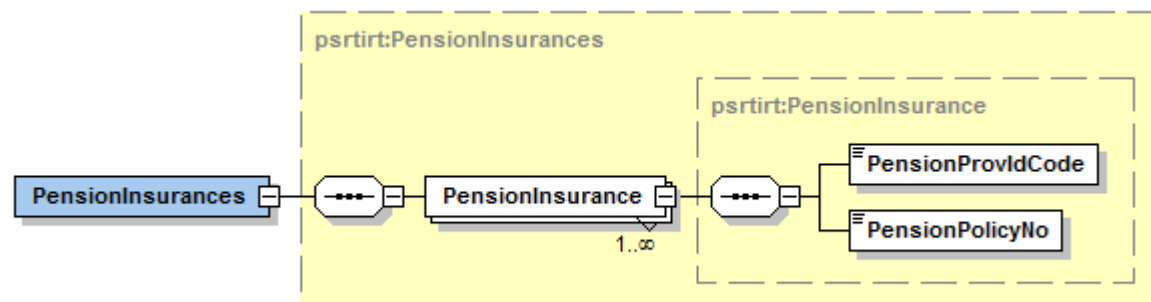 psrtirt:PensionInsurances
psrtirt:PensionInsurance
PensionProvIdCode
PensionInsurances
PensionInsurance
PensionPolicyNo
1..∞